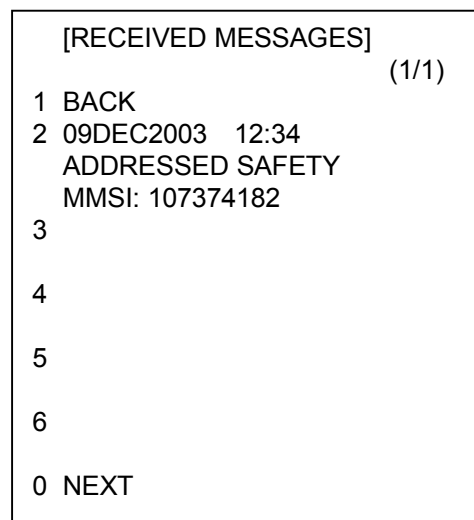 [RECEIVED MESSAGES]
(1/1)
1 BACK
2 09DEC2003 12:34
ADDRESSED SAFETY
MMSI: 107374182
3
4
5
6
0 NEXT